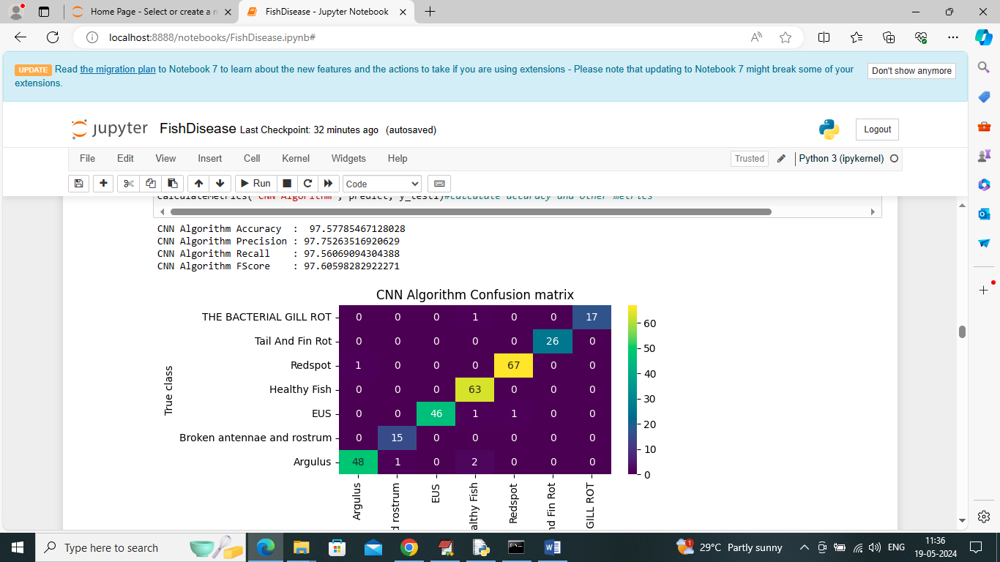 Home Page - Select or create a n
FishDisease - Jupyter Notebook
localhost:8888/notebooks/FishDisease.ipynb#
UPDATE Read the migration plan to Notebook 7 to learn about the new features and the actions to take if you are using extensions - Please note that updating to Notebook 7 might break some of your
extensions.
Don't show anymore
jupyter FishDisease Last Checkpoint: 32 minutes ago (autosaved)
Logout
File Edit View Insert Cell Kernel Widgets Help
Trusted Python 3 (ipykernel)
Run Code
calculateMetrics("CNN Algorithm", predict, y_test1)#calculate accuracy and other metrics
CNN Algorithm Accuracy : 97.57785467128028
CNN Algorithm Precision : 97.75263516920629
CNN Algorithm Recall : 97.56069094304388
CNN Algorithm FScore : 97.60598282922271
CNN Algorithm Confusion matrix
THE BACTERIAL GILL ROT 0 0 0 1 0 0 17
Tail And Fin Rot 0 0 0 0 0 26 0
Redspot 1 0 0 0 67 0 0
Healthy Fish 0 0 0 63 0 0 0
EUS 0 0 46 1 1 0 0
Broken antennae and rostrum 0 15 0 0 0 0 0
Argulus 48 1 0 2 0 0 0
True class
60
50
40
30
20
10
0
Argulus
d rostrum
EUS
althy Fish
Redspot
nd Fin Rot
GILL ROT
Type here to search
1
29°C Partly sunny
ENG
11:36
19-05-2024